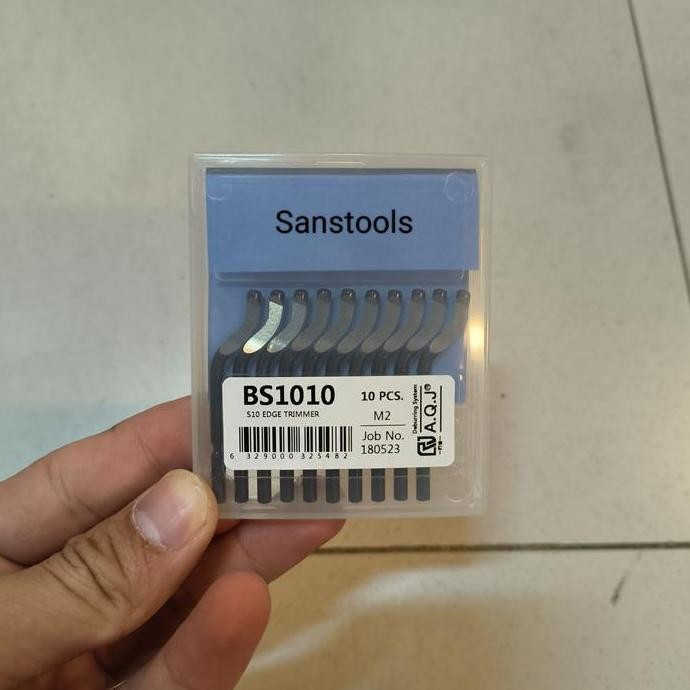 Sanstools
BS1010
S10 EDGE TRIMMER
6 329000 325482
10 PCS.
M2
Job No.
180523
Deburring System
A.Q.J®